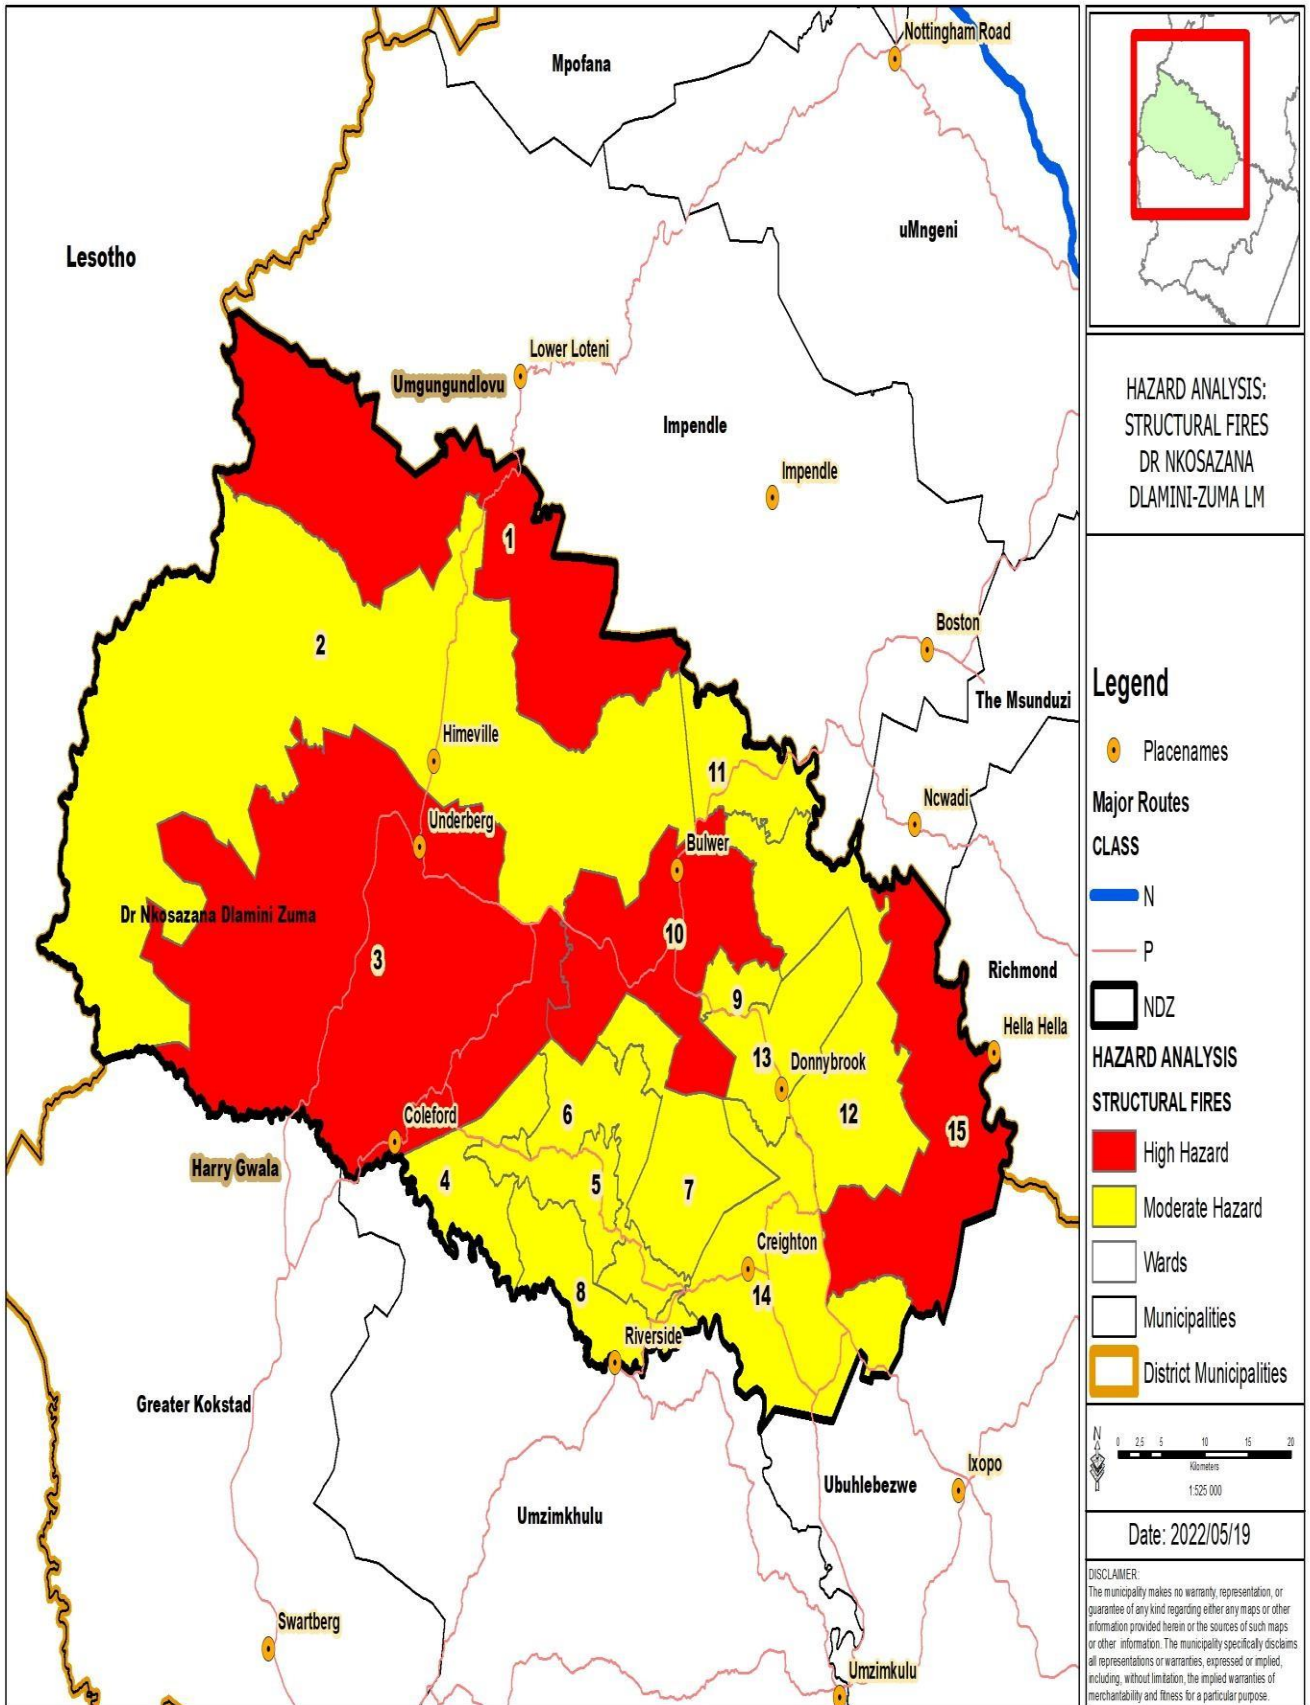 Nottingham Road
Mpofana
uMngeni
Lesotho
Lower Loteni
Umgungundlovu
Impendle
Impendle
1
Boston
2
The Msunduzi
Himeville
11
Ncwadi
Underberg
Bulwer
Dr Nkosazana Dlamini Zuma
10
3
Richmond
9
Hella Hella
13
Donnybrook
Coleford
6
12
15
Harry Gwala
4
5
7
Creighton
8
14
Riverside
Greater Kokstad
Ixopo
Ubuhlebezwe
Umzimkhulu
Swartberg
Umzimkulu
HAZARD ANALYSIS:
STRUCTURAL FIRES
DR NKOSAZANA
DLAMINI-ZUMA LM
Legend
Placenames
Major Routes
CLASS
N
P
NDZ
HAZARD ANALYSIS
STRUCTURAL FIRES
High Hazard
Moderate Hazard
Wards
Municipalities
District Municipalities
N
0 2.5 5 10 15 20
Kilometers
1:525 000
Date: 2022/05/19
DISCLAIMER:
The municipality makes no warranty, representation, or
guarantee of any kind regarding either any maps or other
information provided herein or the sources of such maps
or other information. The municipality specifically disclaims
all representations or warranties, expressed or implied,
including, without limitation, the implied warranties of
merchantability and fitness for a particular purpose.